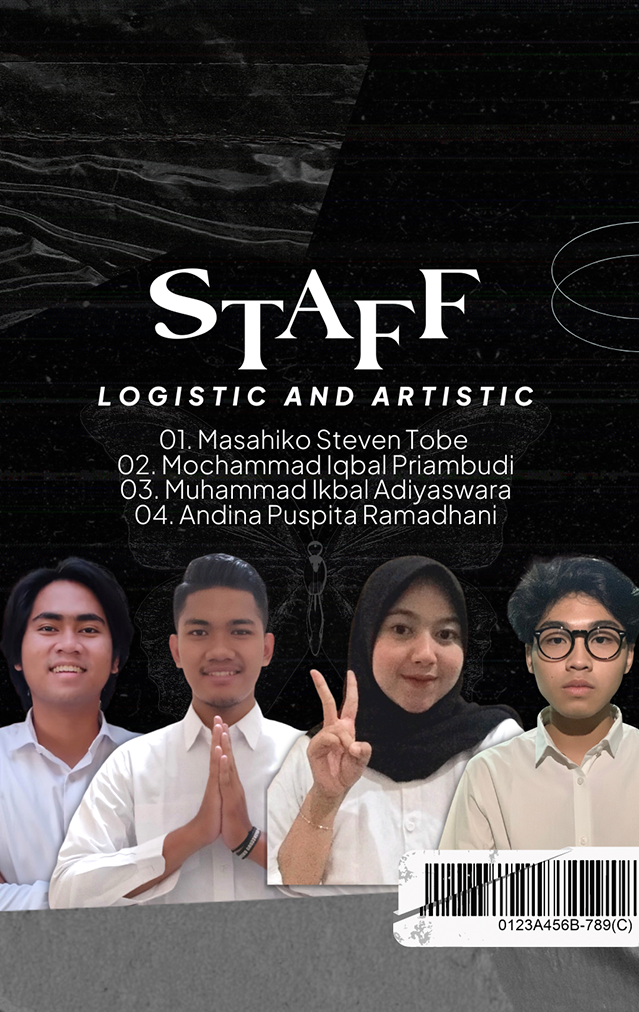 STAFF
LOGISTIC AND ARTISTIC
01. Masahiko Steven Tobe
02. Mochammad Iqbal Priambudi
03. Muhammad Ikbal Adiyaswara
04. Andina Puspita Ramadhani
0123A456B-789(C)